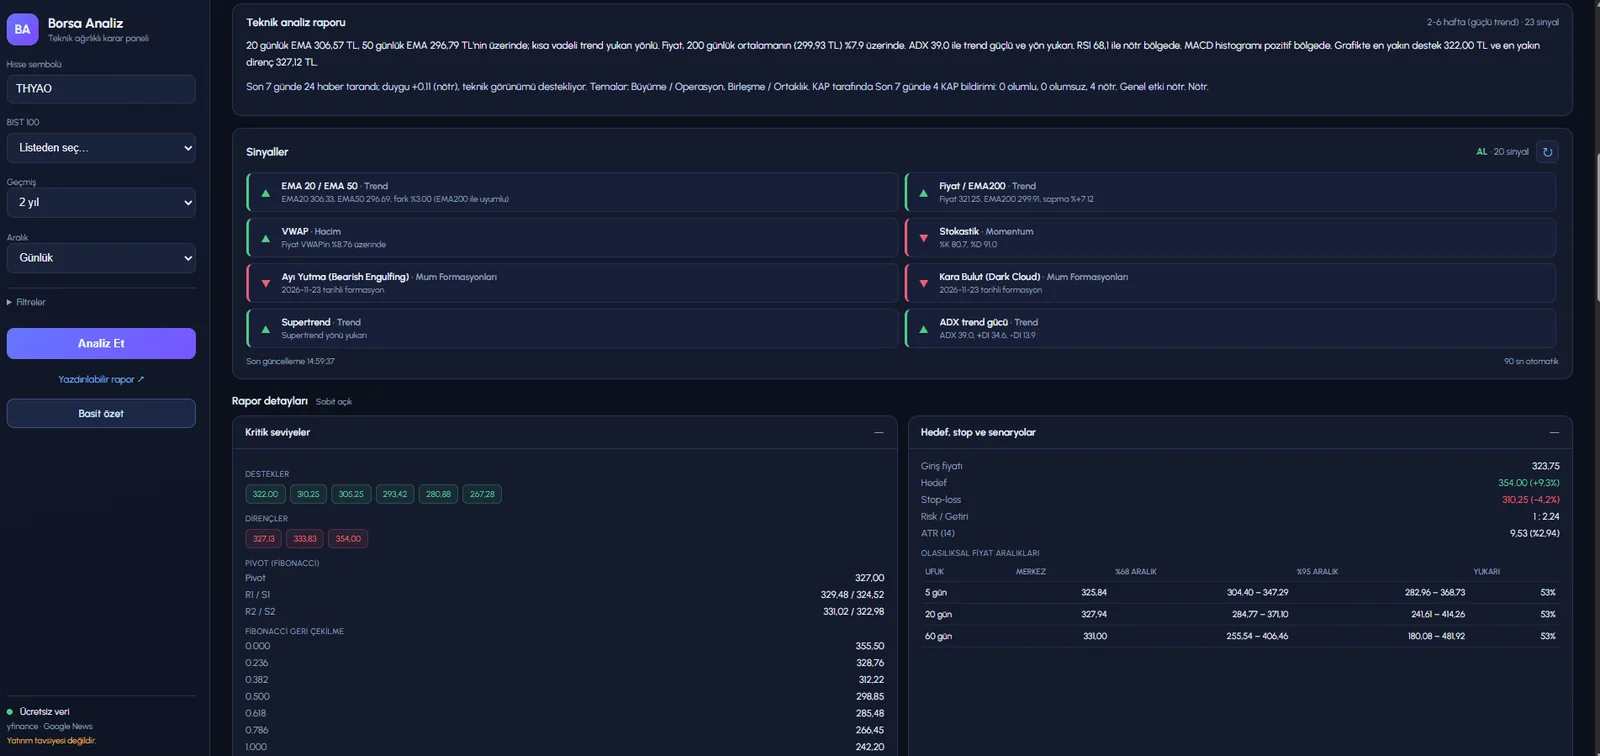 BA
Borsa Analiz
Teknik ağırlıklı karar paneli
Hisse sembolü
THYAO
BIST 100
Listeden seç...
Geçmiş
2 yıl
Aralık
Günlük
Filtreler
Analiz Et
Yazdırılabilir rapor ↗
Basit özet
Ücretsiz veri
yfinance · Google News
Yatırım tavsiyesi değildir.
Teknik analiz raporu
2-6 hafta (güçlü trend) · 23 sinyal
20 günlük EMA 306,57 TL, 50 günlük EMA 296,79 TL'nin üzerinde; kısa vadeli trend yukarı yönlü. Fiyat, 200 günlük ortalamanın (299,93 TL) %7.9 üzerinde. ADX 39,0 ile trend güçlü ve yön yukarı. RSI 68,1 ile nötr bölgede. MACD histogramı pozitif bölgede. Grafikte en yakın destek 322,00 TL ve en yakın
direnç 327,12 TL.
Son 7 günde 24 haber tarandı; duygu +0.11 (nötr), teknik görünümü destekliyor. Temalar: Büyüme / Operasyon, Birleşme / Ortaklık. KAP tarafında Son 7 günde 4 KAP bildirimi: 0 olumlu, 0 olumsuz, 4 nötr. Genel etki nötr. Nötr.
Sinyaller
AL · 20 sinyal
EMA 20 / EMA 50 · Trend
EMA20 306.33, EMA50 296.69, fark %3.00 (EMA200 ile uyumlu)
Fiyat / EMA200 · Trend
Fiyat 321.25, EMA200 299.91, sapma %+7.12
VWAP · Hacim
Fiyat VWAP'ın %8.76 üzerinde
Stokastik · Momentum
%K 80.7, %D 91.0
Ayı Yutma (Bearish Engulfing) · Mum Formasyonları
2026-11-23 tarihli formasyon
Kara Bulut (Dark Cloud) · Mum Formasyonları
2026-11-23 tarihli formasyon
Supertrend · Trend
Supertrend yönü yukarı
ADX trend gücü · Trend
ADX 39.0, +DI 34.6, -DI 13.9
Son güncelleme 14:59:37
90 sn otomatik
Rapor detayları Sabit açık
Kritik seviyeler
DESTEKLER
322,00 310,25 305,25 293,42 280,88 267,28
DİRENÇLER
327,13 333,83 354,00
PİVOT (FİBONACCİ)
Pivot 327,00
R1 / S1 329,48 / 324,52
R2 / S2 331,02 / 322,98
FİBONACCİ GERİ ÇEKİLME
0.000 355,50
0.236 328,76
0.382 312,22
0.500 298,85
0.618 285,48
0.786 266,45
1.000 242,20
Hedef, stop ve senaryolar
Giriş fiyatı 323,75
Hedef 354,00 (+9.3%)
Stop-loss 310,25 (-4.2%)
Risk / Getiri 1 : 2.24
ATR (14) 9,53 (%2,94)
OLASILIKSAL FİYAT ARALIKLARI
UFUK MERKEZ %68 ARALIK %95 ARALIK YUKARI
5 gün 325,84 304,40 – 347,29 282,96 – 368,73 53%
20 gün 327,94 284,77 – 371,10 241,61 – 414,26 53%
60 gün 331,00 255,54 – 406,46 180,08 – 481,92 53%